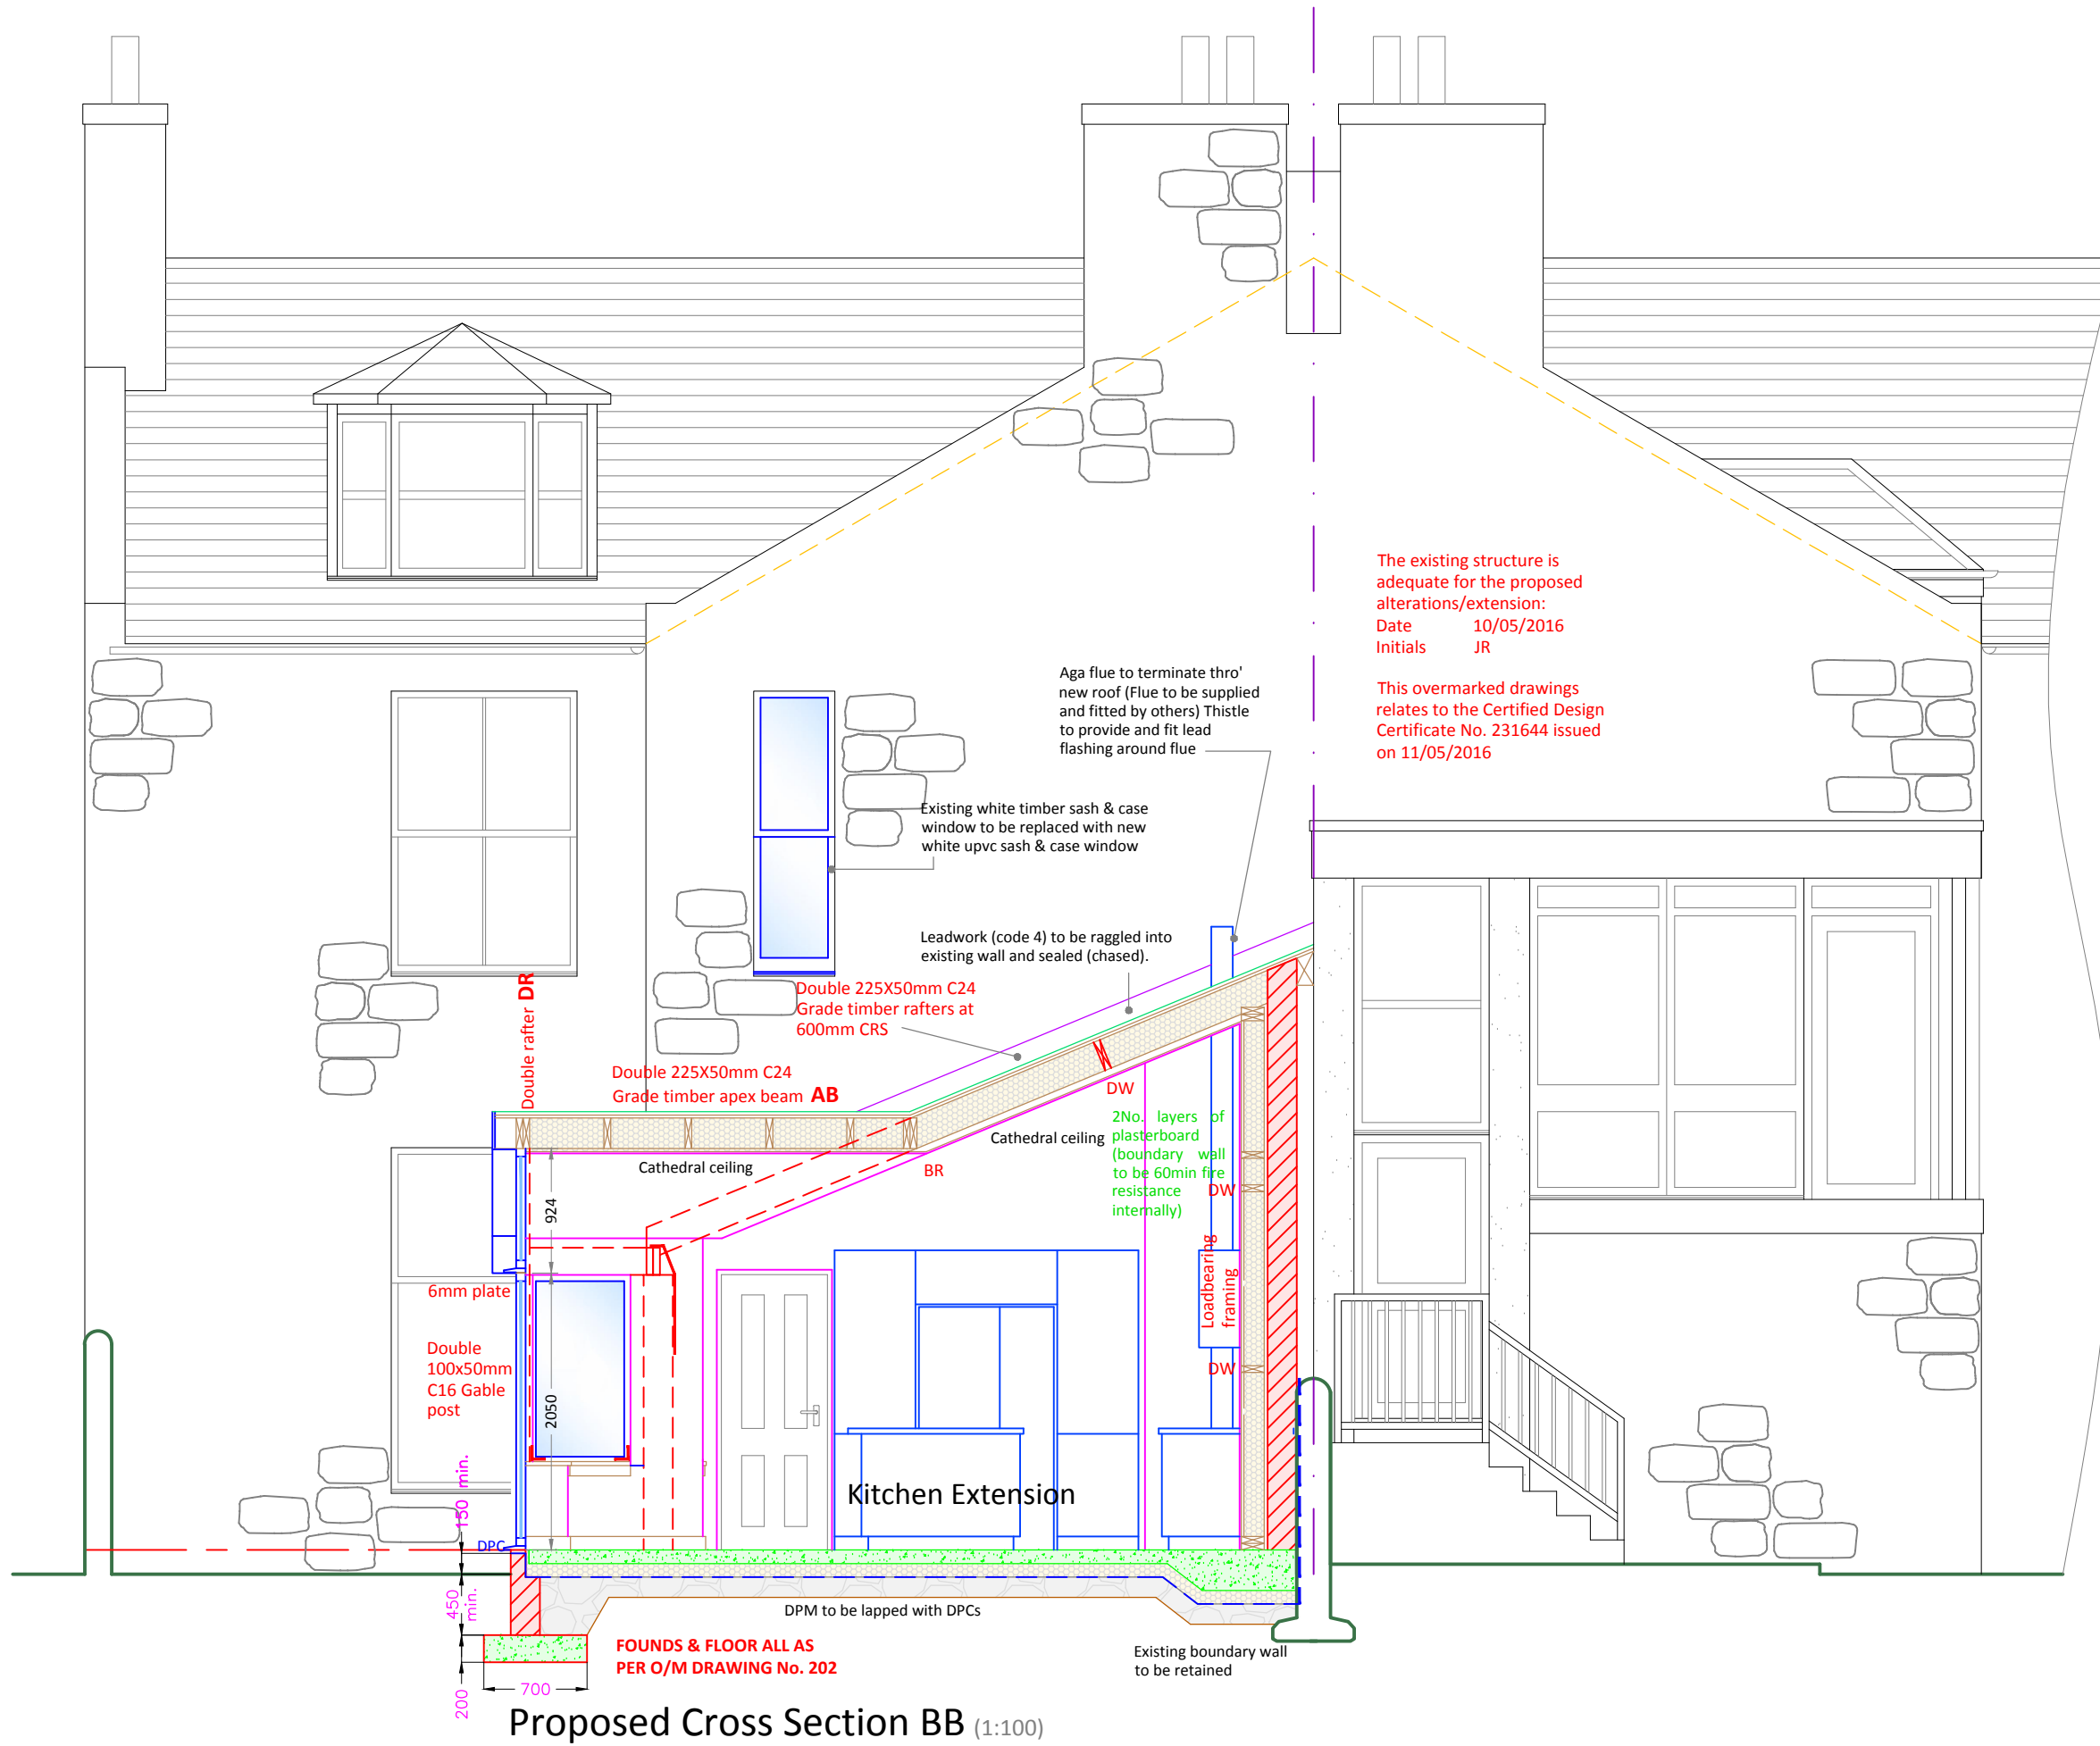 The existing structure is
adequate for the proposed
alterations/extension:
Date 10/05/2016
Initials JR
This overmarked drawings
relates to the Certified Design
Certificate No. 231644 issued
on 11/05/2016
Aga flue to terminate thro'
new roof (Flue to be supplied
and fitted by others) Thistle
to provide and fit lead
flashing around flue
Existing white timber sash & case
window to be replaced with new
white upvc sash & case window
Leadwork (code 4) to be raggled into
existing wall and sealed (chased).
Double rafter DR
Double 225X50mm C24
Grade timber rafters at
600mm CRS
Double 225X50mm C24
Grade timber apex beam AB
DW
2No. layers of
plasterboard
(boundary wall
to be 60min fire
resistance
internally)
Cathedral ceiling
Cathedral ceiling
BR
DW
924
Loadbearing
framing
6mm plate
Double
100x50mm
C16 Gable
post
DW
2050
150 min.
Kitchen Extension
DPC
450
min.
DPM to be lapped with DPCs
FOUNDS & FLOOR ALL AS
PER O/M DRAWING No. 202
Existing boundary wall
to be retained
200
700
Proposed Cross Section BB (1:100)